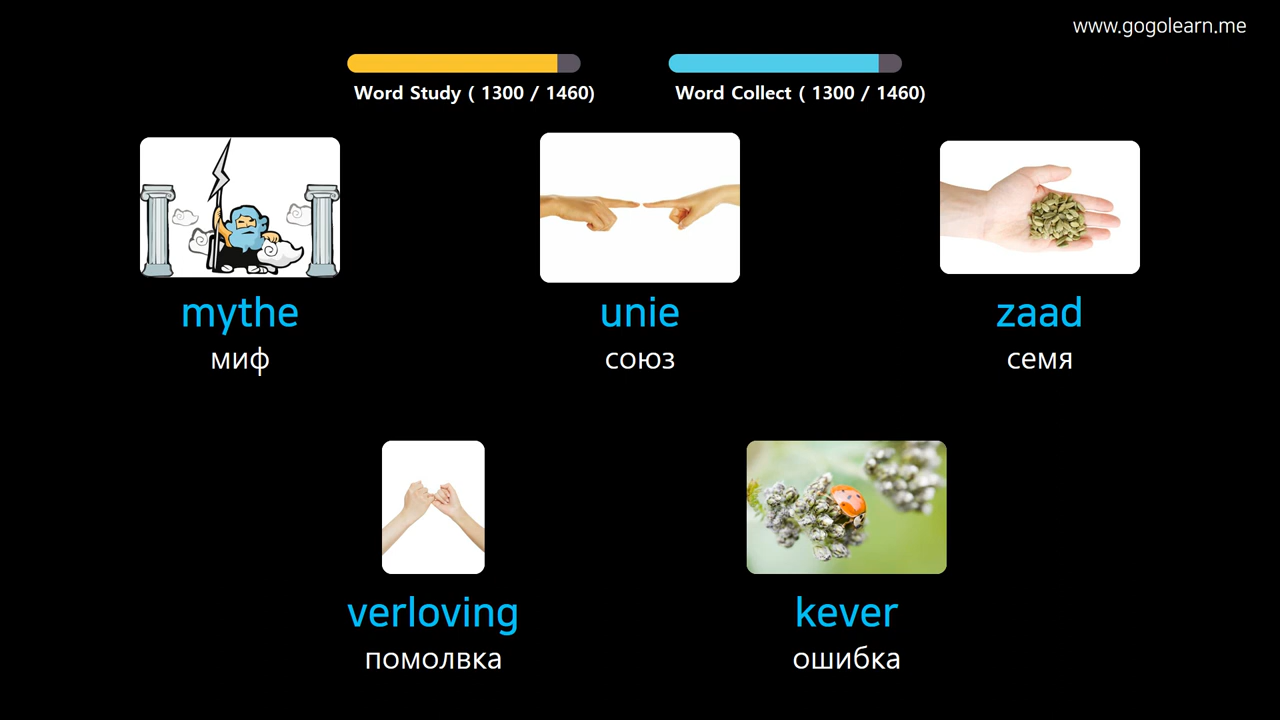 www.gogolearn.me
Word Study ( 1300 / 1460)
Word Collect ( 1300 / 1460)
mythe
миф
unie
союз
zaad
семя
verloving
помолвка
kever
ошибка